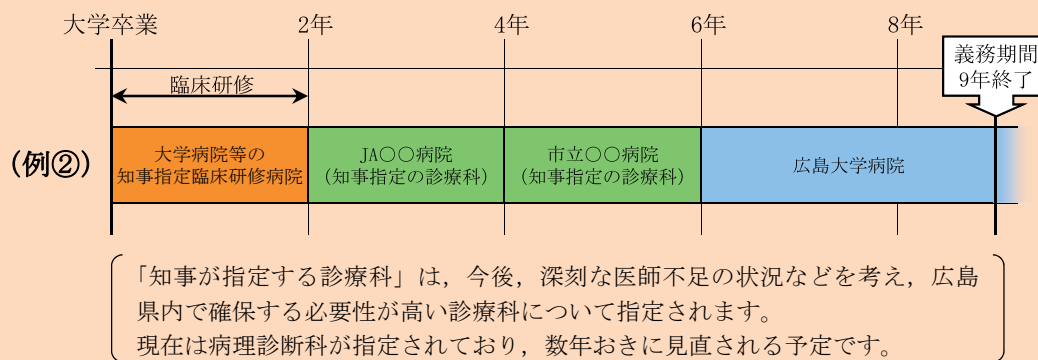 大学卒業 2年 4年 6年 8年
義務期間
9年終了
臨床研修
(例②)
大学病院等の
知事指定臨床研修病院
JA○○病院
(知事指定の診療科)
市立○○病院
(知事指定の診療科)
広島大学病院
「知事が指定する診療科」は，今後，深刻な医師不足の状況などを考え，広島
県内で確保する必要性が高い診療科について指定されます。
現在は病理診断科が指定されており，数年おきに見直される予定です。